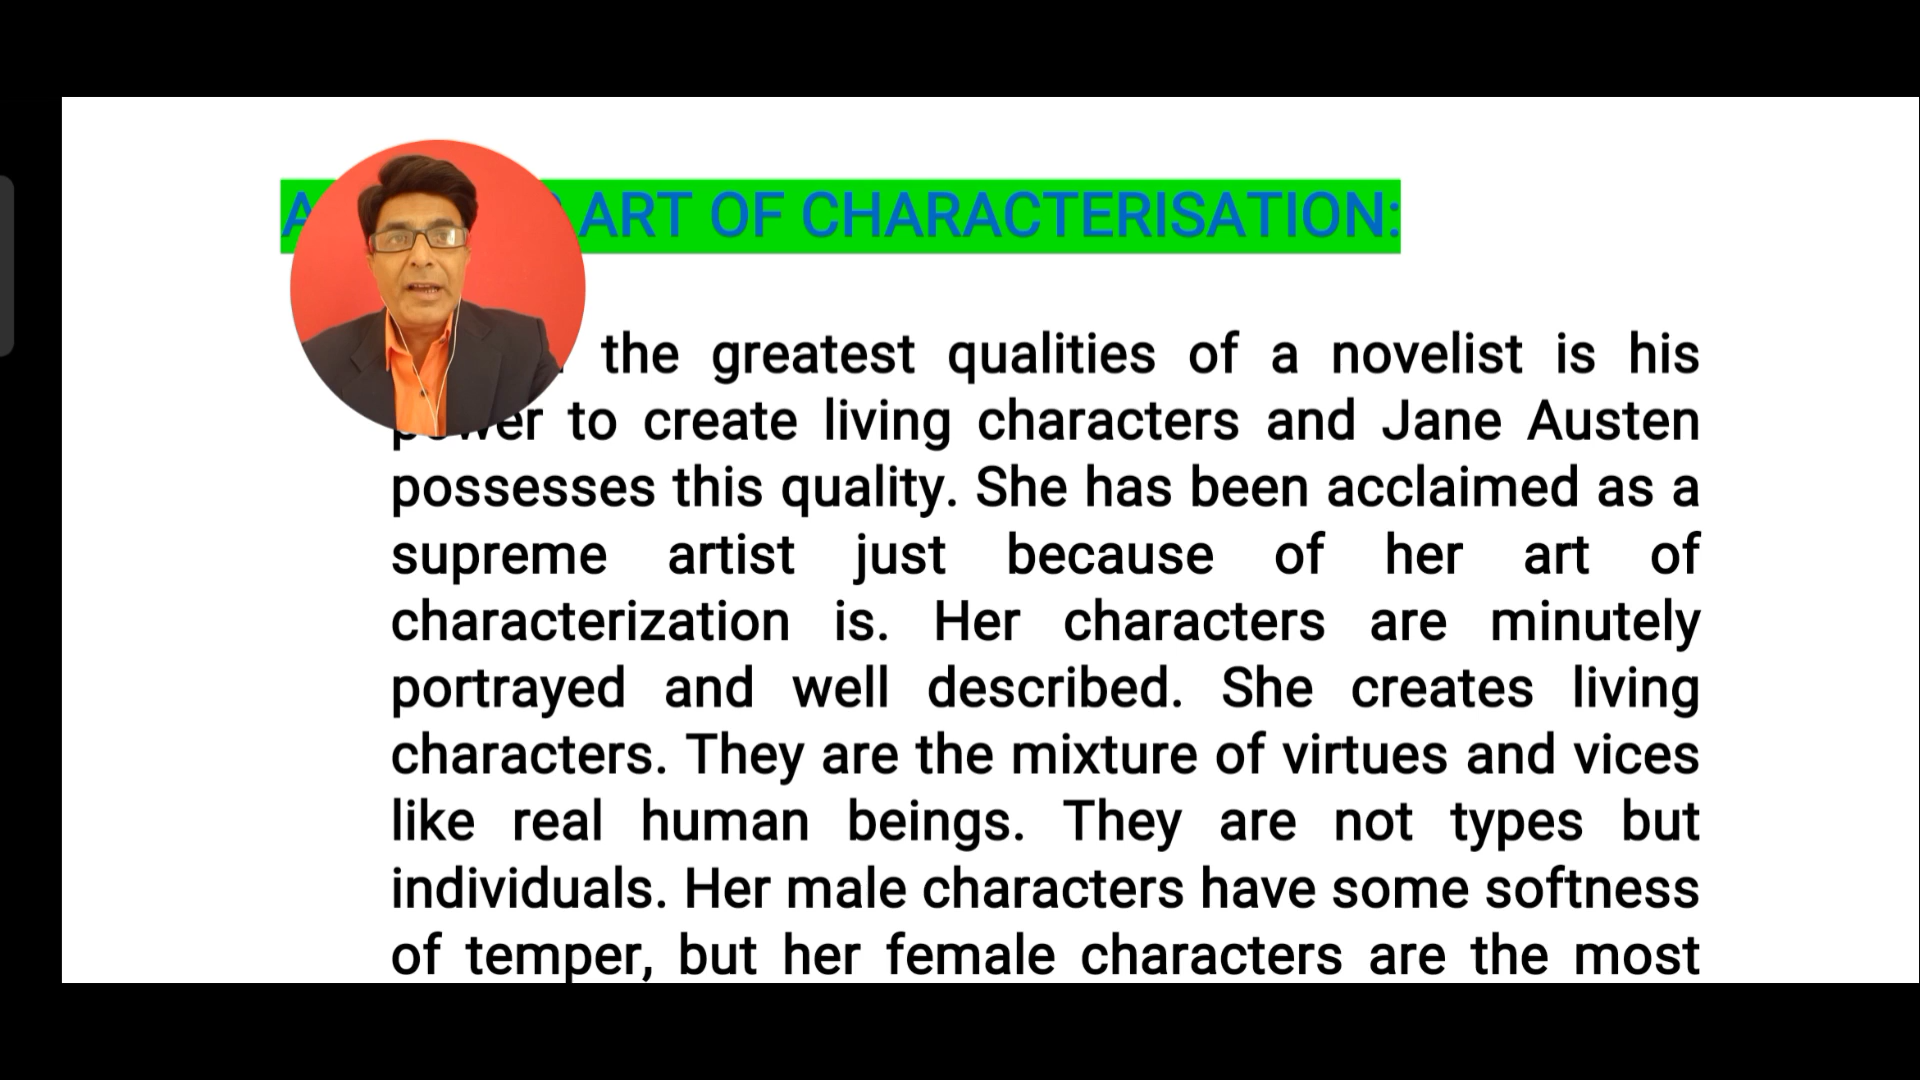 ART OF CHARACTERISATION:
the greatest qualities of a novelist is his
power to create living characters and Jane Austen
possesses this quality. She has been acclaimed as a
supreme artist just because of her art of
characterization is. Her characters are minutely
portrayed and well described. She creates living
characters. They are the mixture of virtues and vices
like real human beings. They are not types but
individuals. Her male characters have some softness
of temper, but her female characters are the most